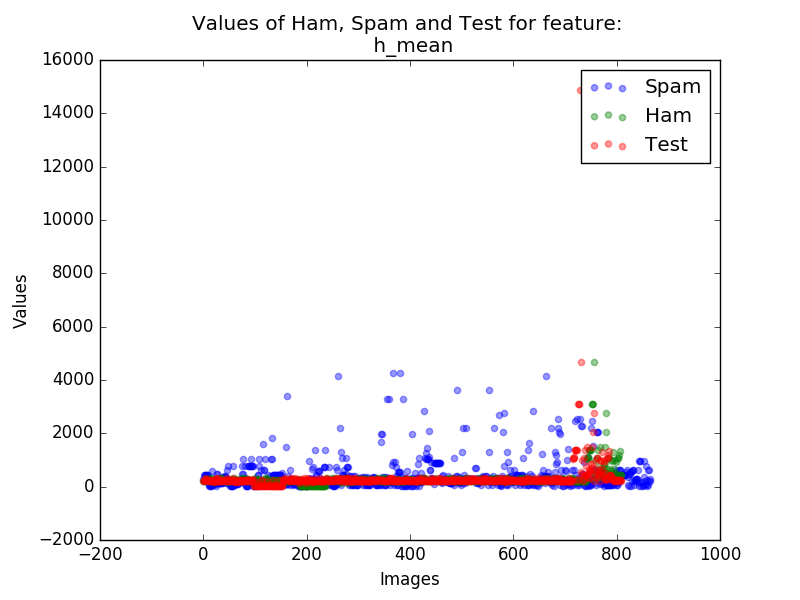 Values of Ham, Spam and Test for feature:
h_mean
16000
14000
12000
10000
8000
6000
4000
2000
0
−2000
−200
0
200
400
600
800
1000
Values
Images
Spam
Ham
Test